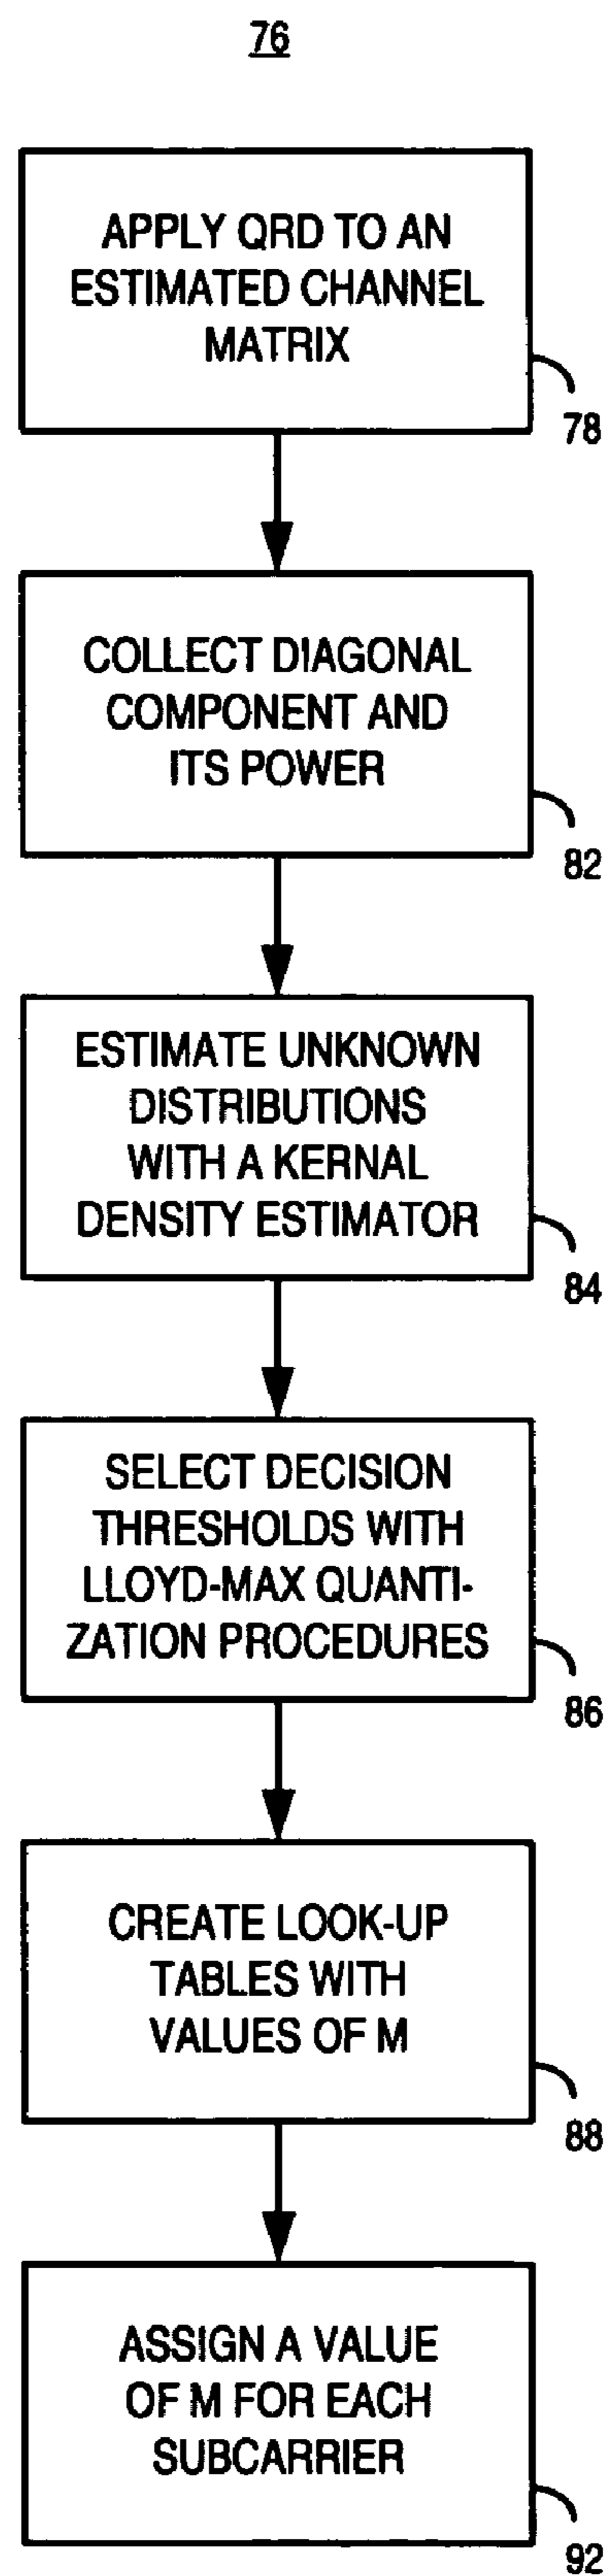 76
APPLY QRD TO AN
ESTIMATED CHANNEL
MATRIX
78
COLLECT DIAGONAL
COMPONENT AND
ITS POWER
82
ESTIMATE UNKNOWN
DISTRIBUTIONS
WITH A KERNAL
DENSITY ESTIMATOR
84
SELECT DECISION
THRESHOLDS WITH
LLOYD-MAX QUANTI-
ZATION PROCEDURES
86
CREATE LOOK-UP
TABLES WITH
VALUES OF M
88
ASSIGN A VALUE
OF M FOR EACH
SUBCARRIER
92